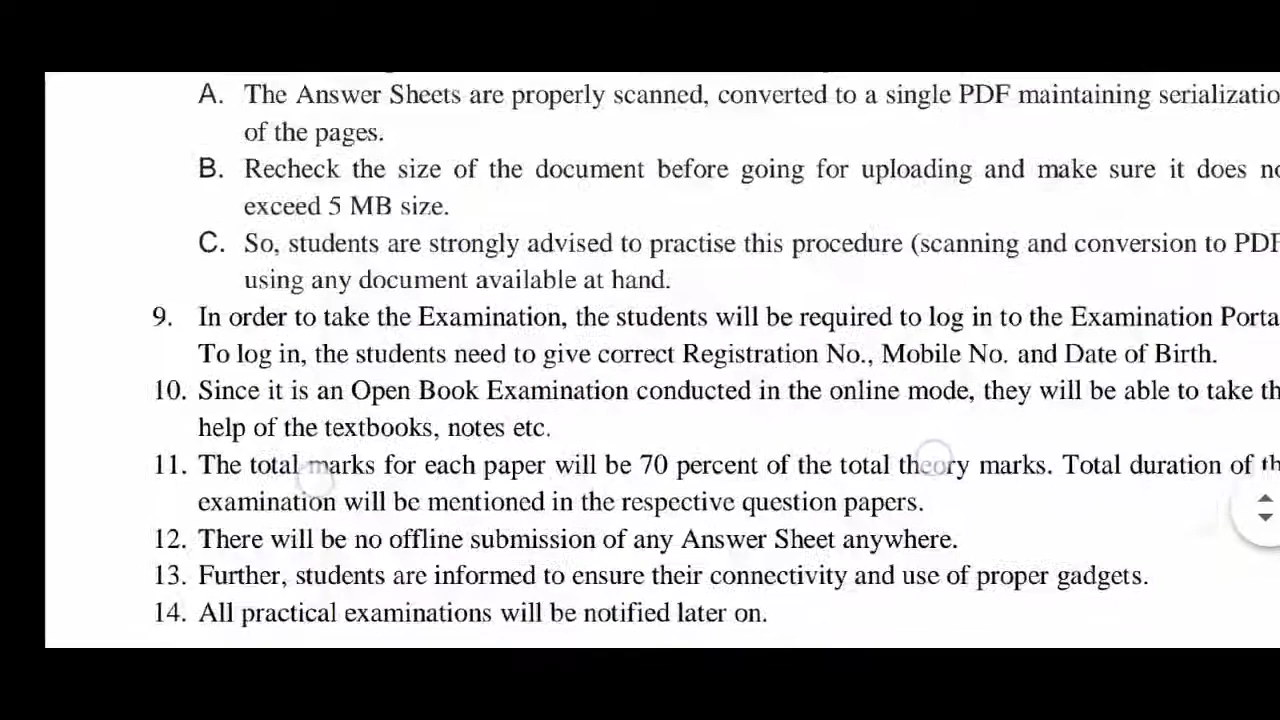 A. The Answer Sheets are properly scanned, converted to a single PDF maintaining serializatio
of the pages.
B. Recheck the size of the document before going for uploading and make sure it does no
exceed 5 MB size.
C. So, students are strongly advised to practise this procedure (scanning and conversion to PDF
using any document available at hand.
9. In order to take the Examination, the students will be required to log in to the Examination Porta
To log in, the students need to give correct Registration No., Mobile No. and Date of Birth.
10. Since it is an Open Book Examination conducted in the online mode, they will be able to take th
help of the textbooks, notes etc.
11. The total marks for each paper will be 70 percent of the total theory marks. Total duration of th
examination will be mentioned in the respective question papers.
12. There will be no offline submission of any Answer Sheet anywhere.
13. Further, students are informed to ensure their connectivity and use of proper gadgets.
14. All practical examinations will be notified later on.